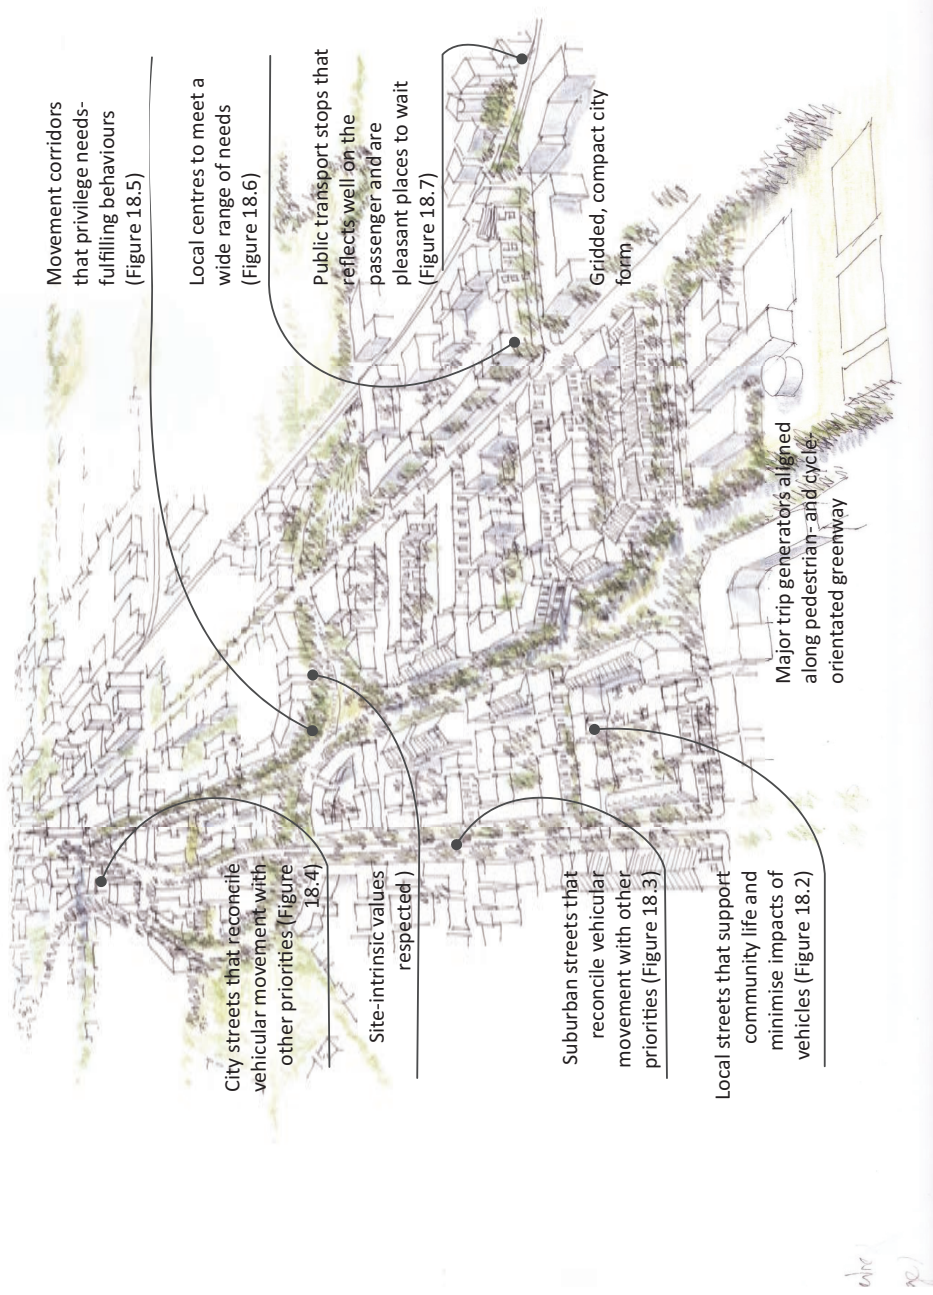 Movement corridors
that privilege needs-
fulfilling behaviours
(Figure 18.5)
Local centres to meet a
wide range of needs
(Figure 18.6)
Public transport stops that
reflects well on the
passenger and are
pleasant places to wait
(Figure 18.7)
Gridded, compact city
form
Major trip generators aligned
along pedestrian- and cycle-
orientated greenway
City streets that reconcile
vehicular movement with
other priorities (Figure
18.4)
Site-intrinsic values
respected )
Suburban streets that
reconcile vehicular
movement with other
priorities (Figure 18.3)
Local streets that support
community life and
minimise impacts of
vehicles (Figure 18.2)